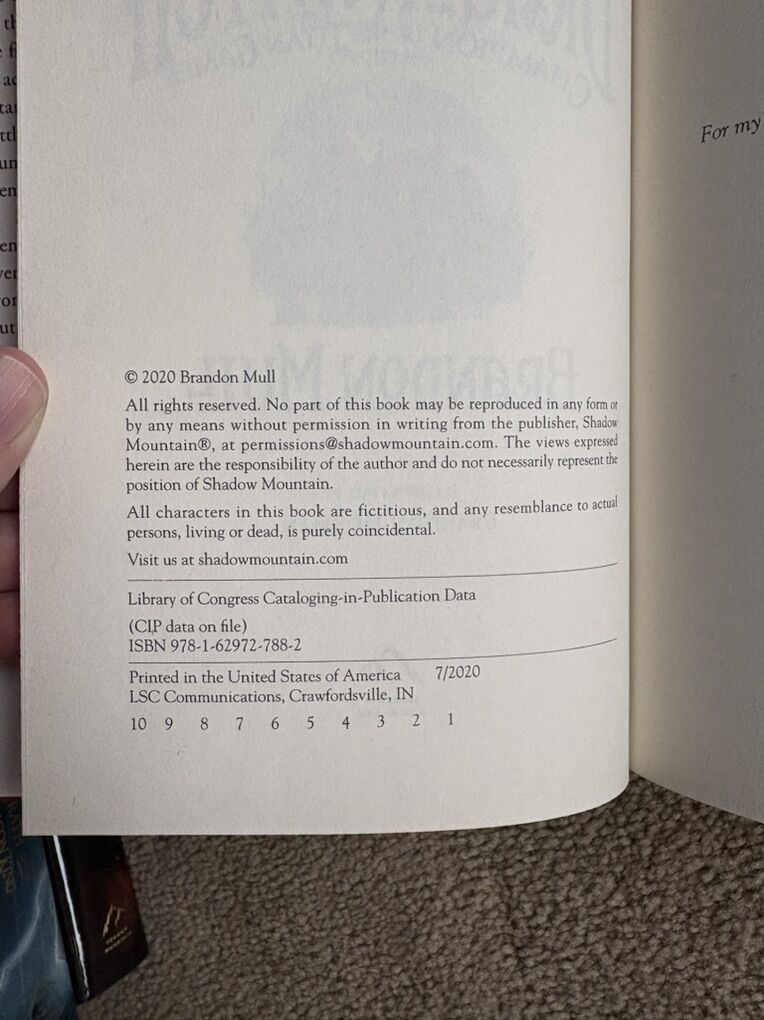 For my
© 2020 Brandon Mull
All rights reserved. No part of this book may be reproduced in any form or
by any means without permission in writing from the publisher, Shadow
Mountain®, at permissions@shadowmountain.com. The views expressed
herein are the responsibility of the author and do not necessarily represent the
position of Shadow Mountain.
All characters in this book are fictitious, and any resemblance to actual
persons, living or dead, is purely coincidental.
Visit us at shadowmountain.com
Library of Congress Cataloging-in-Publication Data
(CIP data on file)
ISBN 978-1-62972-788-2
Printed in the United States of America 7/2020
LSC Communications, Crawfordsville, IN
10 9 8 7 6 5 4 3 2 1